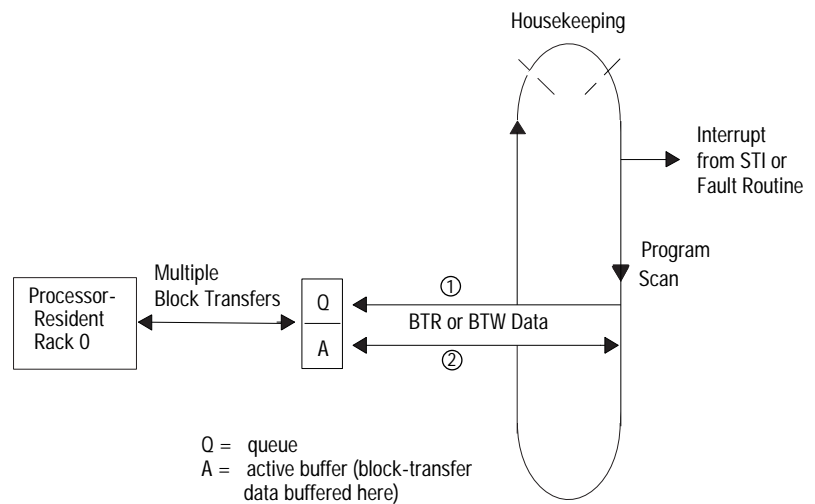 Housekeeping
Interrupt
from STI or
Fault Routine
Program
Scan
Multiple
Block Transfers
Processor-
Resident
Rack 0
Q
A
①
BTR or BTW Data
②
Q = queue
A = active buffer (block-transfer
data buffered here)